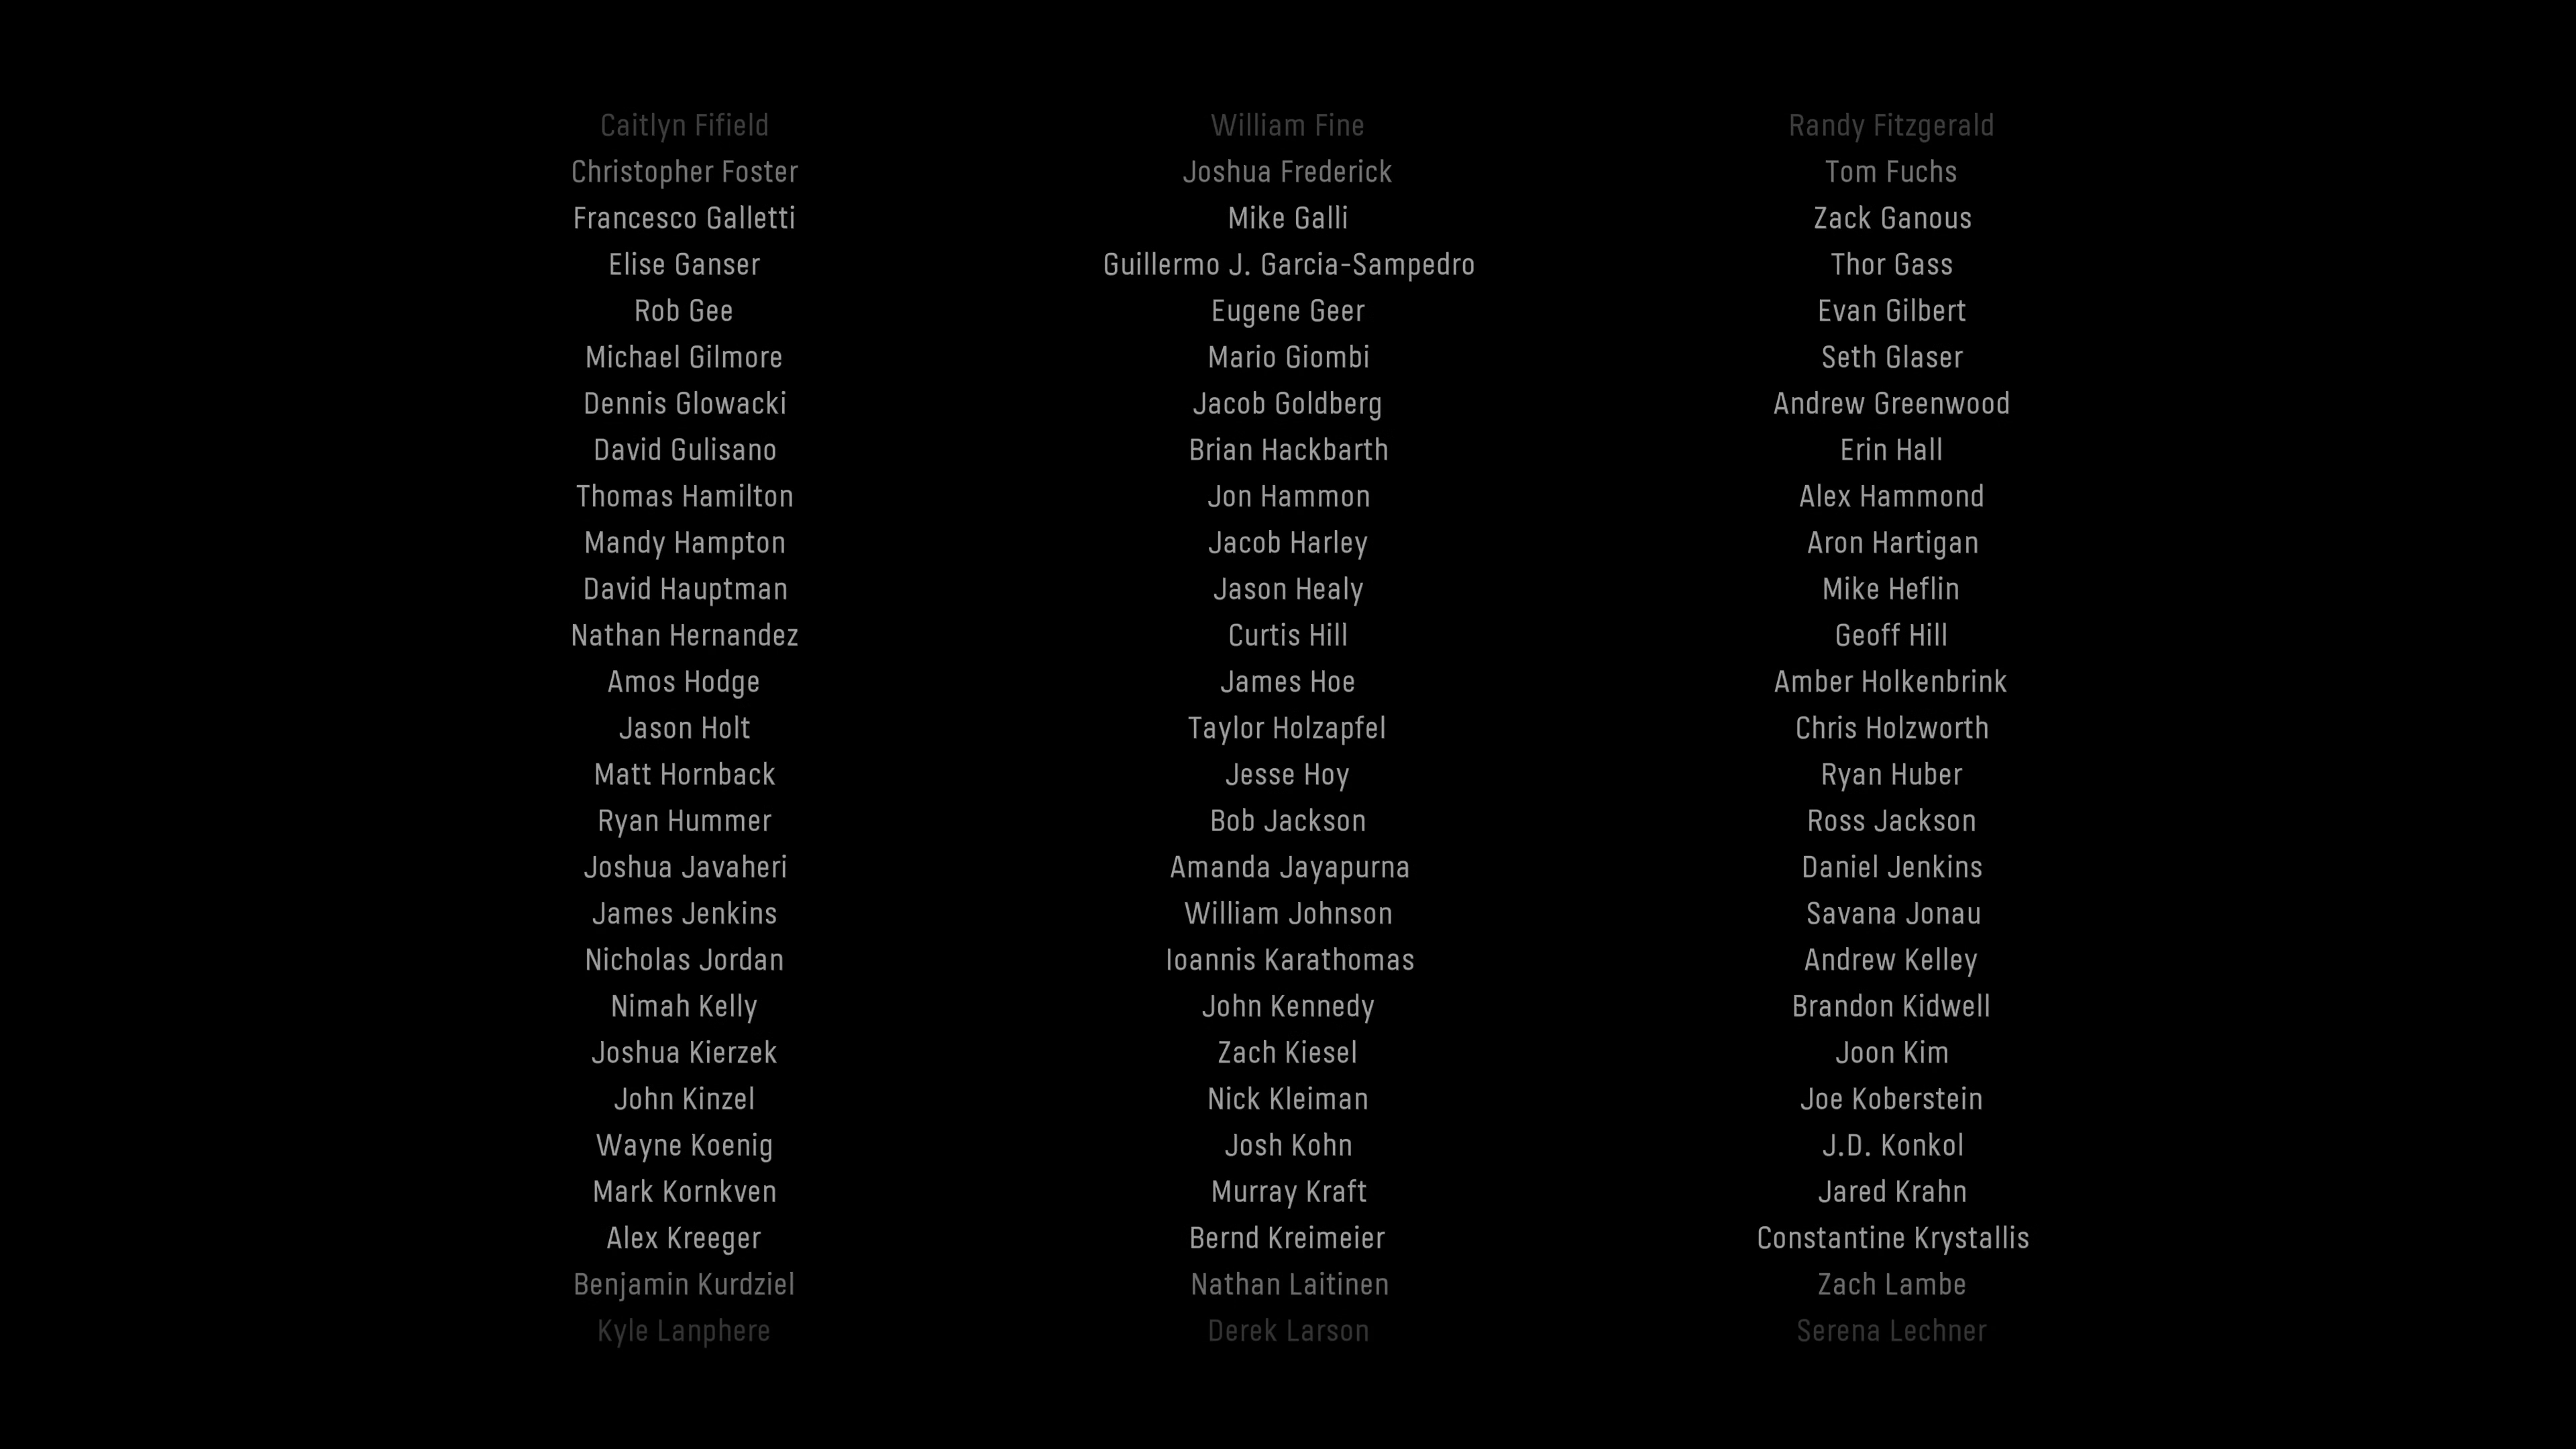 Caitlyn Fifield William Fine Randy Fitzgerald
Christopher Foster Joshua Frederick Tom Fuchs
Francesco Galletti Mike Galli Zack Ganous
Elise Ganser Guillermo J. Garcia-Sampedro Thor Gass
Rob Gee Eugene Geer Evan Gilbert
Michael Gilmore Mario Giombi Seth Glaser
Dennis Glowacki Jacob Goldberg Andrew Greenwood
David Gulisano Brian Hackbarth Erin Hall
Thomas Hamilton Jon Hammon Alex Hammond
Mandy Hampton Jacob Harley Aron Hartigan
David Hauptman Jason Healy Mike Heflin
Nathan Hernandez Curtis Hill Geoff Hill
Amos Hodge James Hoe Amber Holkenbrink
Jason Holt Taylor Holzapfel Chris Holzworth
Matt Hornback Jesse Hoy Ryan Huber
Ryan Hummer Bob Jackson Ross Jackson
Joshua Javaheri Amanda Jayapurna Daniel Jenkins
James Jenkins William Johnson Savana Jonau
Nicholas Jordan Ioannis Karathomas Andrew Kelley
Nimah Kelly John Kennedy Brandon Kidwell
Joshua Kierzek Zach Kiesel Joon Kim
John Kinzel Nick Kleiman Joe Koberstein
Wayne Koenig Josh Kohn J.D. Konkol
Mark Kornkven Murray Kraft Jared Krahn
Alex Kreeger Bernd Kreimeier Constantine Krystallis
Benjamin Kurdziel Nathan Laitinen Zach Lambe
Kyle Lanphere Derek Larson Serena Lechner